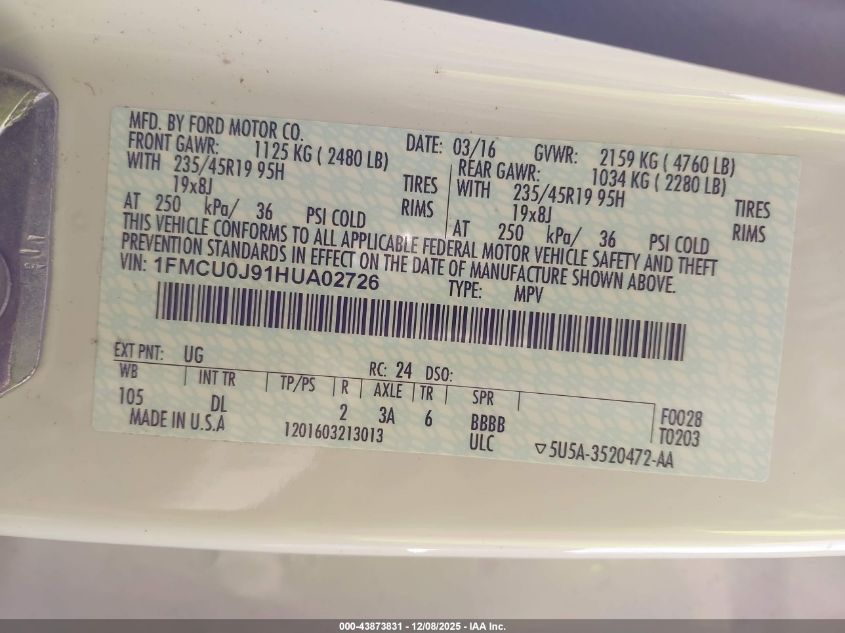 MFD. BY FORD MOTOR CO. DATE: 03/16 GVWR: 2159 KG ( 4760 LB)
FRONT GAWR: 1125 KG ( 2480 LB) REAR GAWR: 1034 KG ( 2280 LB)
WITH 235/45R19 95H TIRES WITH 235/45R19 95H TIRES
19x8J RIMS 19x8J RIMS
AT 250 kPa/ 36 PSI COLD AT 250 kPa/ 36 PSI COLD
THIS VEHICLE CONFORMS TO ALL APPLICABLE FEDERAL MOTOR VEHICLE SAFETY AND THEFT
PREVENTION STANDARDS IN EFFECT ON THE DATE OF MANUFACTURE SHOWN ABOVE.
VIN: 1FMCU0J91HUA02726 TYPE: MPV
EXT PNT: UG RC: 24 DSO:
WB INT TR TP/PS R AXLE TR SPR
105 DL 2 3A 6 BBBB F0028
MADE IN U.S.A 1201603213013 ULC T0203
▽5U5A-3520472-AA
000-43873831 - 12/08/2025 - IAA Inc.